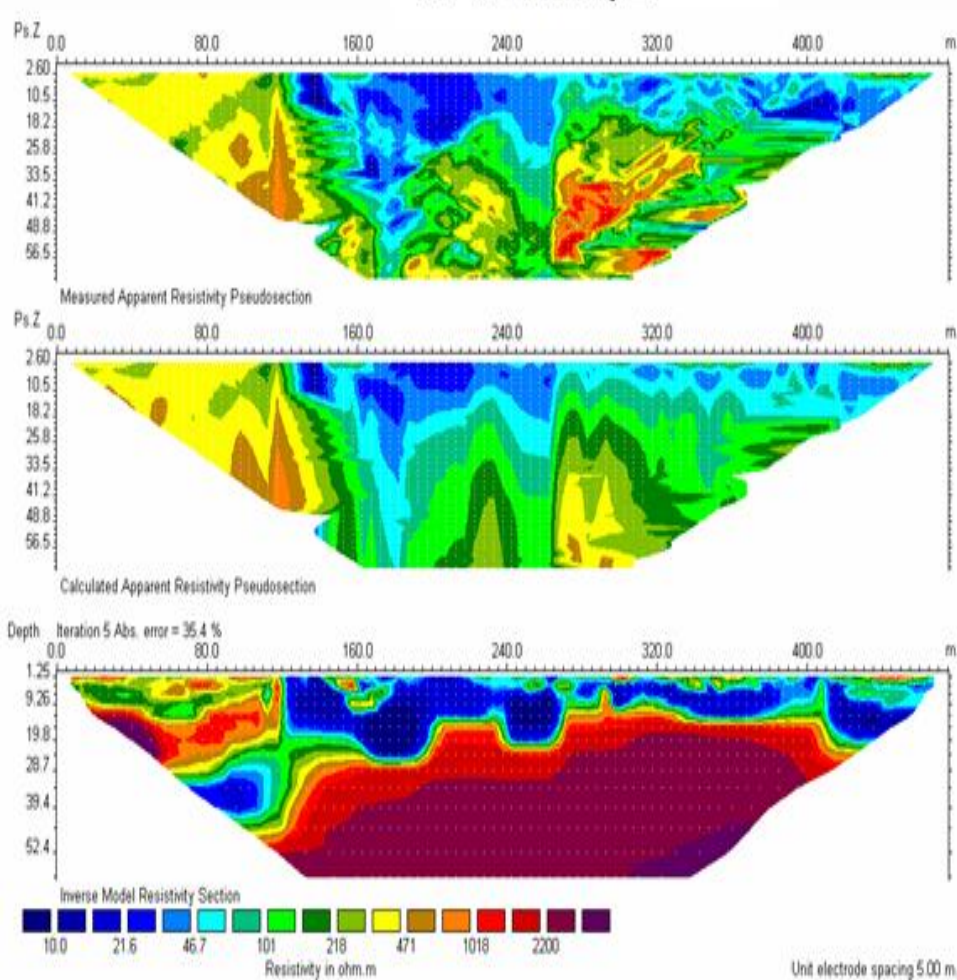 Ps.Z 0.0 80.0 160.0 240.0 320.0 400.0 m
2.60
10.5
18.2
25.8
33.5
41.2
48.8
56.5
Measured Apparent Resistivity Pseudosection
Ps.Z 0.0 80.0 160.0 240.0 320.0 400.0 m
2.60
10.5
18.2
25.8
33.5
41.2
48.8
56.5
Calculated Apparent Resistivity Pseudosection
Depth Iteration 5 Abs. error = 35.4 %
0.0 80.0 160.0 240.0 320.0 400.0 m
1.25
9.26
19.8
28.7
39.4
52.4
Inverse Model Resistivity Section
10.0 21.6 46.7 101 218 471 1018 2200
Resistivity in ohm.m Unit electrode spacing 5.00 m